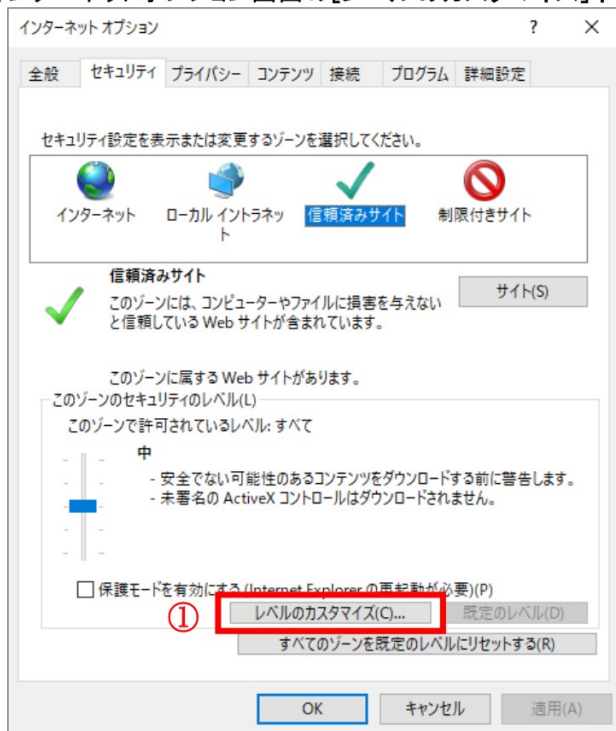 インターネット オプション
?
×
全般 セキュリティ プライバシー コンテンツ 接続 プログラム 詳細設定
セキュリティ設定を表示または変更するゾーンを選択してください。
インターネット ローカル イントラネット 信頼済みサイト 制限付きサイト
信頼済みサイト
このゾーンには、コンピューターやファイルに損害を与えない
と信頼している Web サイトが含まれています。
サイト(S)
このゾーンに属する Web サイトがあります。
このゾーンのセキュリティのレベル(L)
このゾーンで許可されているレベル: すべて
中
- 安全でない可能性のあるコンテンツをダウンロードする前に警告します。
- 未署名の ActiveX コントロールはダウンロードされません。
保護モードを有効にする (Internet Explorer の再起動が必要)(P)
① レベルのカスタマイズ(C)... 既定のレベル(D)
すべてのゾーンを既定のレベルにリセットする(R)
OK キャンセル 適用(A)